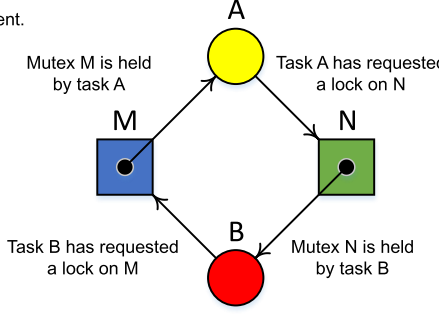 ent.
A
Mutex M is held
by task A
Task A has requested
a lock on N
M
N
B
Task B has requested
a lock on M
Mutex N is held
by task B